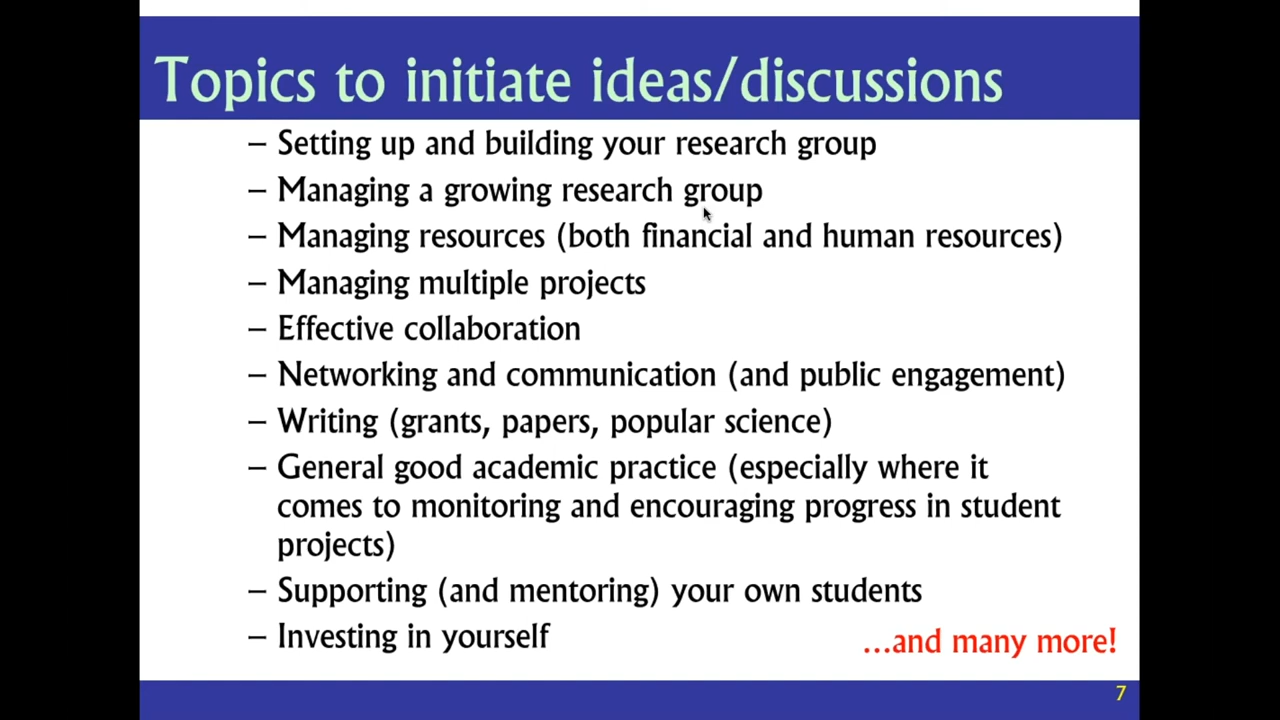 Topics to initiate ideas/discussions
– Setting up and building your research group
– Managing a growing research group
– Managing resources (both financial and human resources)
– Managing multiple projects
– Effective collaboration
– Networking and communication (and public engagement)
– Writing (grants, papers, popular science)
– General good academic practice (especially where it
comes to monitoring and encouraging progress in student
projects)
– Supporting (and mentoring) your own students
– Investing in yourself
...and many more!
7